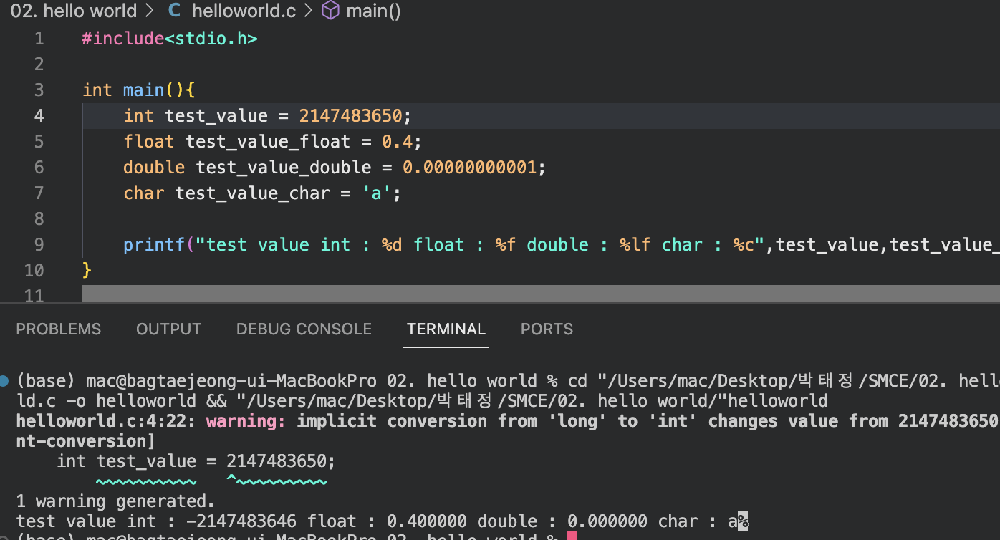 02. hello world > C helloworld.c > main()
1 #include<stdio.h>
2
3 int main(){
4 int test_value = 2147483650;
5 float test_value_float = 0.4;
6 double test_value_double = 0.00000000001;
7 char test_value_char = 'a';
8
9 printf("test value int : %d float : %f double : %lf char : %c",test_value,test_value_
10 }
11
PROBLEMS OUTPUT DEBUG CONSOLE TERMINAL PORTS
(base) mac@bagtaejeong-ui-MacBookPro 02. hello world % cd "/Users/mac/Desktop/박태정/SMCE/02. hell
ld.c -o helloworld && "/Users/mac/Desktop/박태정/SMCE/02. hello world/"helloworld
helloworld.c:4:22: warning: implicit conversion from 'long' to 'int' changes value from 2147483650
nt-conversion]
int test_value = 2147483650;
~~~~~~~~~~ ^~~~~~~~~~
1 warning generated.
test value int : -2147483646 float : 0.400000 double : 0.000000 char : a%
(base) mac@bagtaejeong-ui-MacBookPro 02. hello world %